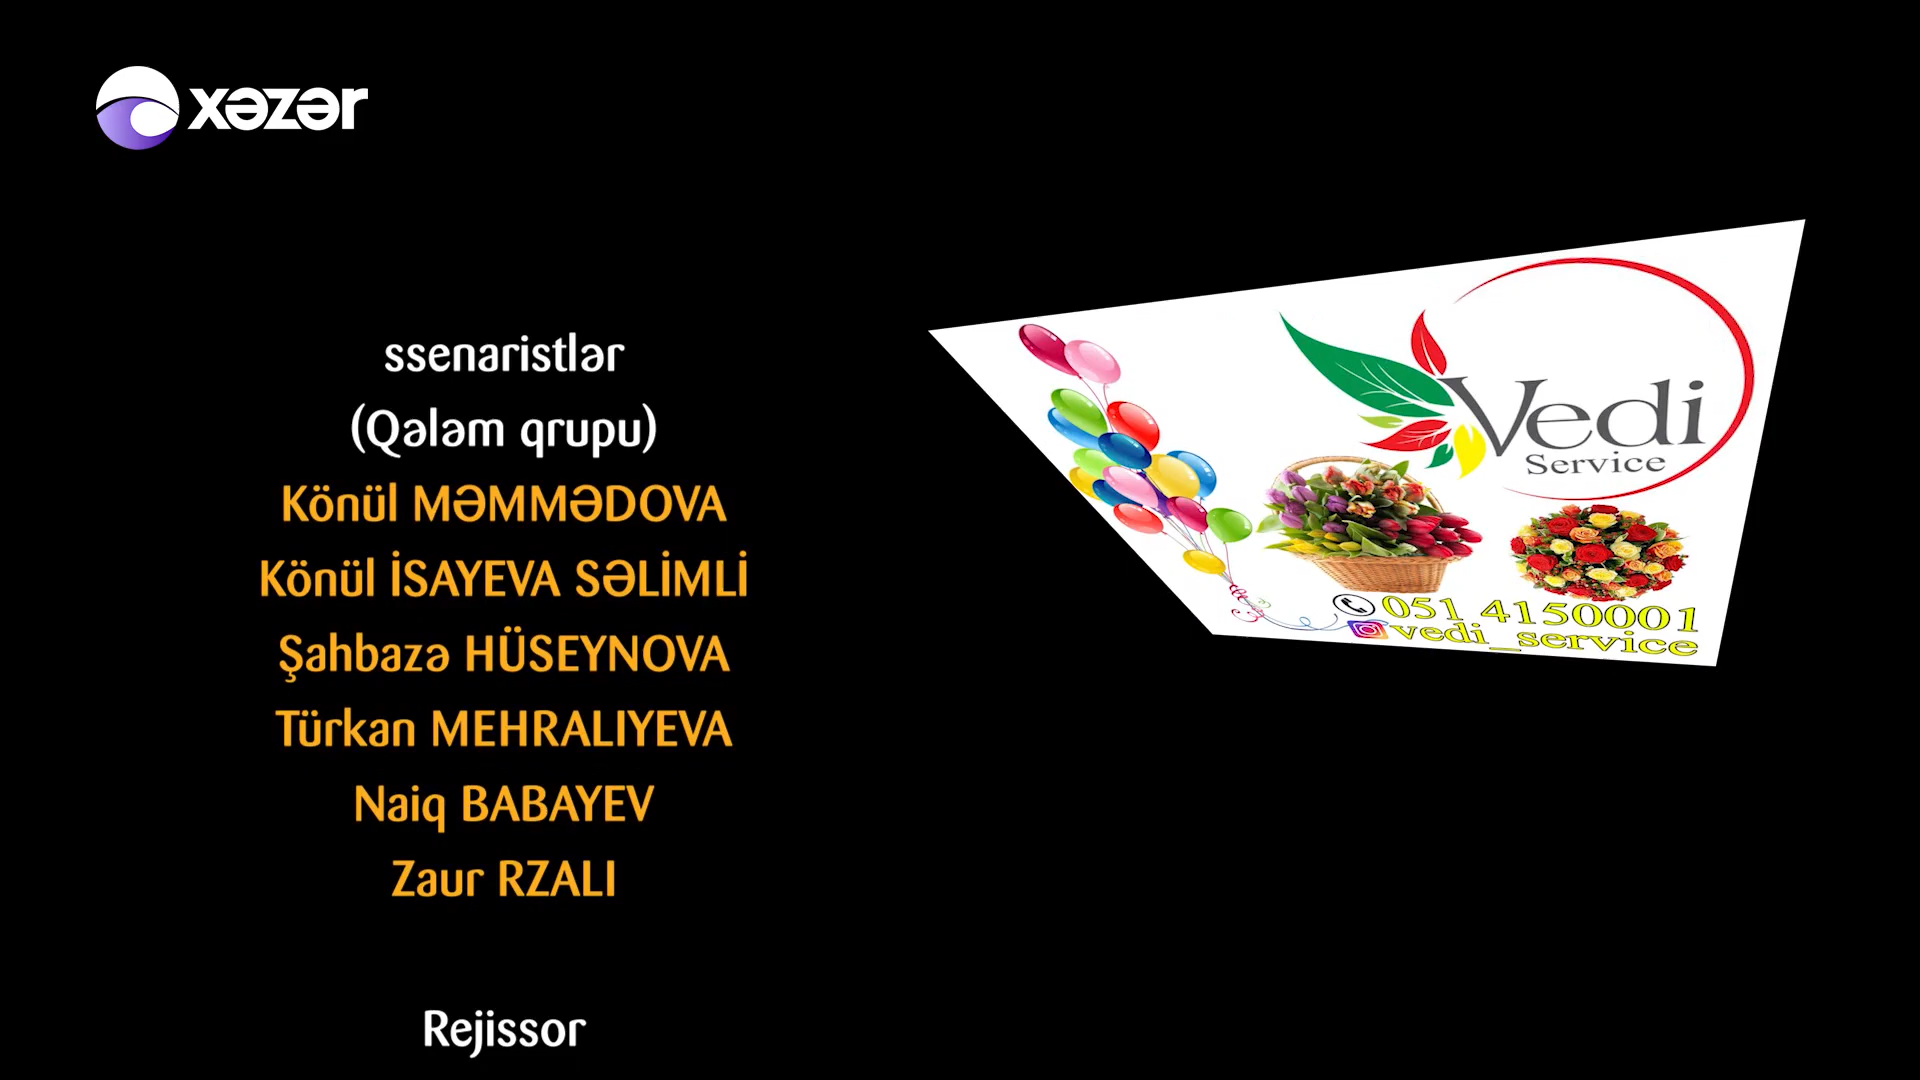 xəzər
ssenaristlər
(Qələm qrupu)
Könül MƏMMƏDOVA
Könül İSAYEVA SƏLİMLİ
Şahbazə HÜSEYNOVA
Türkan MEHRALIYEVA
Naiq BABAYEV
Zaur RZALI
Rejissor
Vedi
Service
051 4150001
vedi_service